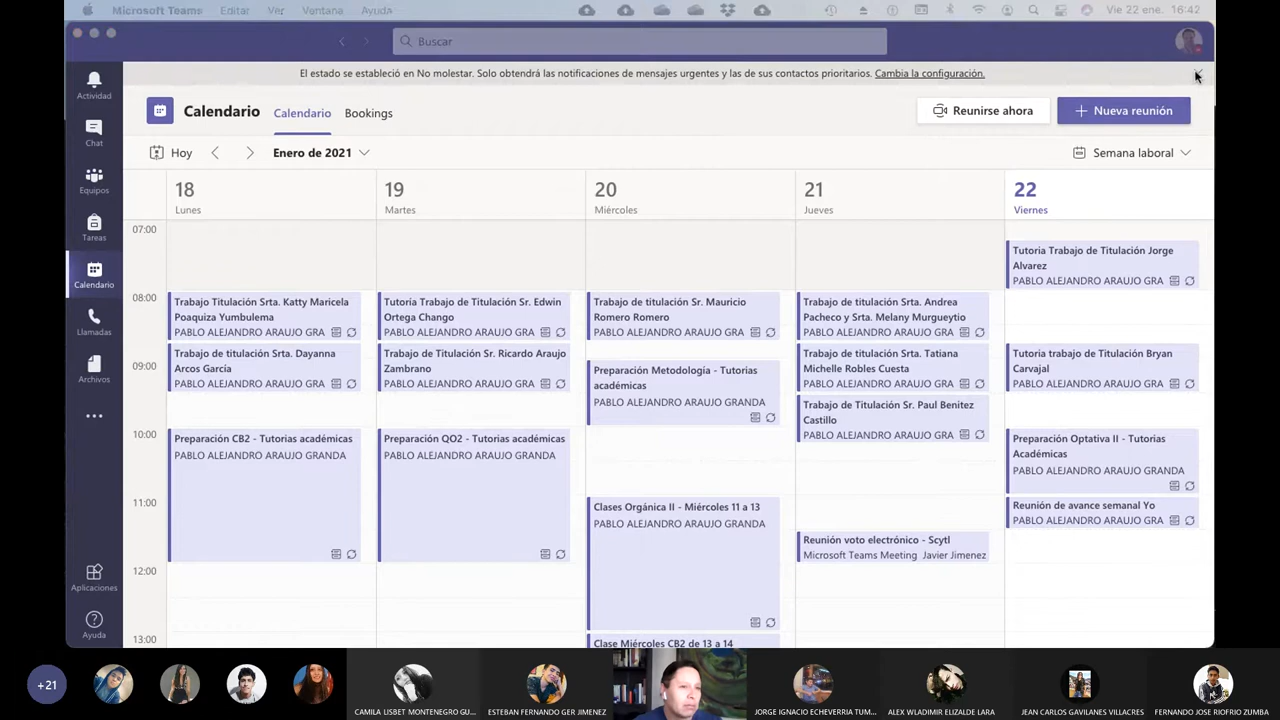 Microsoft Teams Editar Ver Ventana Ayuda Vie 22 ene. 16:42
Buscar
El estado se estableció en No molestar. Solo obtendrá las notificaciones de mensajes urgentes y las de sus contactos prioritarios. Cambia la configuración.
Actividad
Chat
Equipos
Tareas
Calendario
Llamadas
Archivos
Aplicaciones
Ayuda
Calendario Calendario Bookings Reunirse ahora Nueva reunión
Hoy Enero de 2021 Semana laboral
18 19 20 21 22
Lunes Martes Miércoles Jueves Viernes
07:00
08:00
09:00
10:00
11:00
12:00
13:00
Trabajo Titulación Srta. Katty Maricela
Poaquiza Yumbulema
PABLO ALEJANDRO ARAUJO GRA
Trabajo de titulación Srta. Dayanna
Arcos García
PABLO ALEJANDRO ARAUJO GRA
Preparación CB2 - Tutorias académicas
PABLO ALEJANDRO ARAUJO GRANDA
Tutoria Trabajo de Titulación Sr. Edwin
Ortega Chango
PABLO ALEJANDRO ARAUJO GRA
Trabajo de Titulación Sr. Ricardo Araujo
Zambrano
PABLO ALEJANDRO ARAUJO GRA
Preparación QO2 - Tutorias académicas
PABLO ALEJANDRO ARAUJO GRANDA
Trabajo de titulación Sr. Mauricio
Romero Romero
PABLO ALEJANDRO ARAUJO GRA
Preparación Metodología - Tutorias
académicas
PABLO ALEJANDRO ARAUJO GRANDA
Clases Orgánica II - Miércoles 11 a 13
PABLO ALEJANDRO ARAUJO GRANDA
Clase Miércoles CB2 de 13 a 14
Trabajo de titulación Srta. Andrea
Pacheco y Srta. Melany Murgueytio
PABLO ALEJANDRO ARAUJO GRA
Trabajo de titulación Srta. Tatiana
Michelle Robles Cuesta
PABLO ALEJANDRO ARAUJO GRA
Trabajo de Titulación Sr. Paul Benítez
Castillo
PABLO ALEJANDRO ARAUJO GRA
Reunión voto electrónico - Scytl
Microsoft Teams Meeting Javier Jimenez
Tutoria Trabajo de Titulación Jorge
Alvarez
PABLO ALEJANDRO ARAUJO GRA
Tutoria trabajo de Titulación Bryan
Carvajal
PABLO ALEJANDRO ARAUJO GRA
Preparación Optativa II - Tutorias
Académicas
PABLO ALEJANDRO ARAUJO GRANDA
Reunión de avance semanal Yo
PABLO ALEJANDRO ARAUJO GRA
+21
CAMILA LISBET MONTENEGRO GU... ESTEBAN FERNANDO GER JIMENEZ JORGE IGNACIO ECHEVERRIA TUM... ALEX WLADIMIR ELIZALDE LARA JEAN CARLOS GAVILANES VILLACRES FERNANDO JOSE RIOFRIO ZUMBA